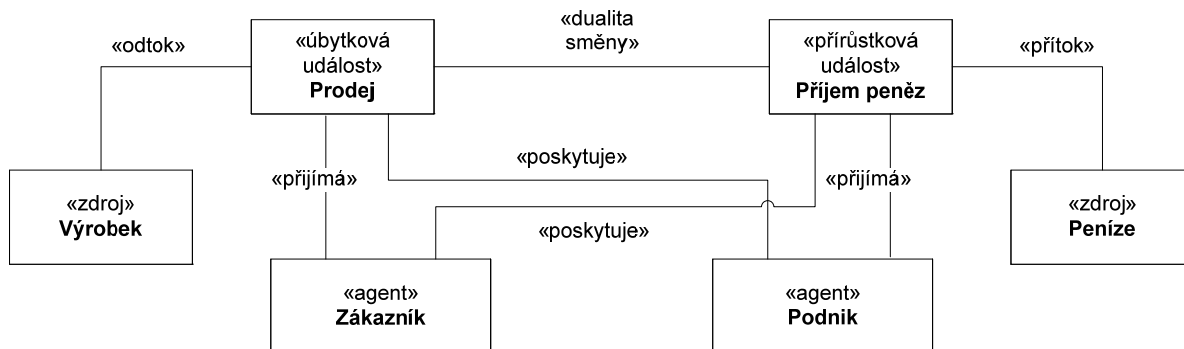 «dualita
směny»
«odtok»
«úbytková
událost»
Prodej
«přírůstková
událost»
Příjem peněz
«přítok»
«poskytuje»
«přijímá»
«přijímá»
«zdroj»
Výrobek
«poskytuje»
«zdroj»
Peníze
«agent»
Zákazník
«agent»
Podnik